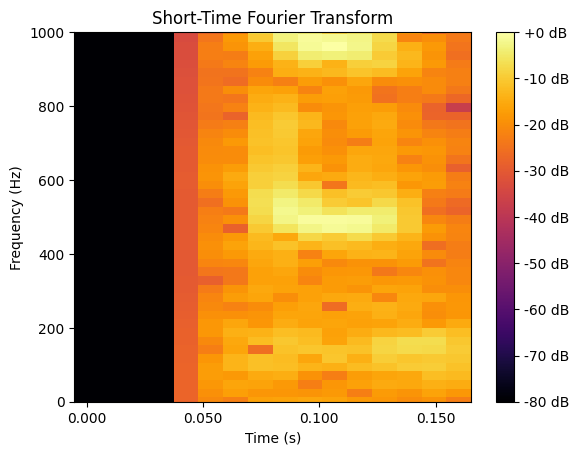 Short-Time Fourier Transform
1000
800
600
400
200
0
Frequency (Hz)
0.000
0.050
0.100
0.150
Time (s)
+0 dB
-10 dB
-20 dB
-30 dB
-40 dB
-50 dB
-60 dB
-70 dB
-80 dB